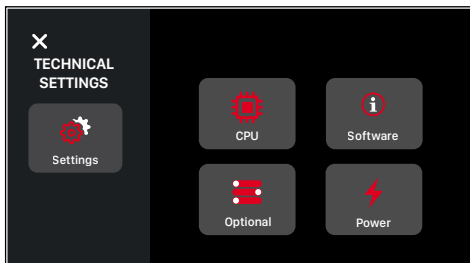 TECHNICAL
SETTINGS
Settings
CPU
Software
Optional
Power